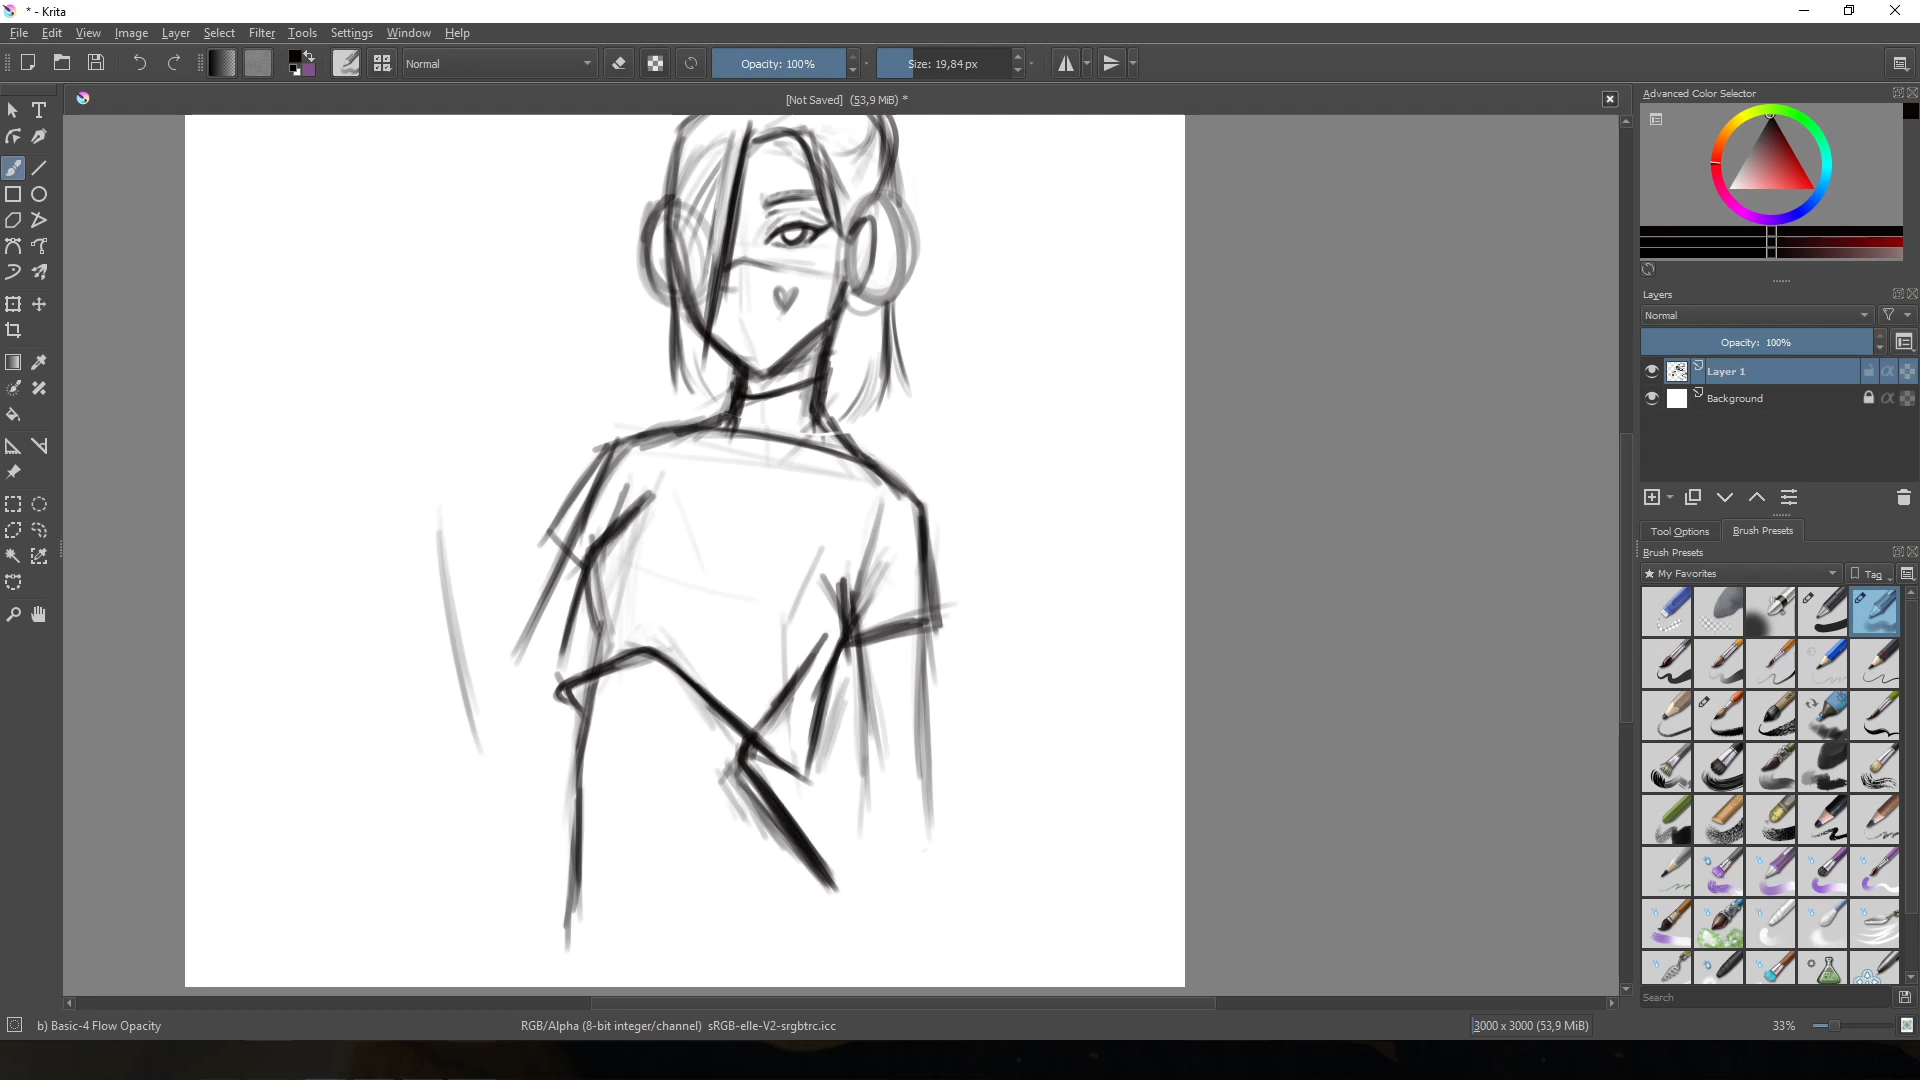 * - Krita
File Edit View Image Layer Select Filter Tools Settings Window Help
Normal
Opacity: 100%
Size: 19,84 px
[Not Saved] (53,9 MiB) *
Advanced Color Selector
Layers
Normal
Opacity: 100%
Layer 1
Background
Tool Options
Brush Presets
Brush Presets
My Favorites
Tag
Search
b) Basic-4 Flow Opacity
RGB/Alpha (8-bit integer/channel) sRGB-elle-V2-srgbtrc.icc
3000 x 3000 (53,9 MiB)
33%